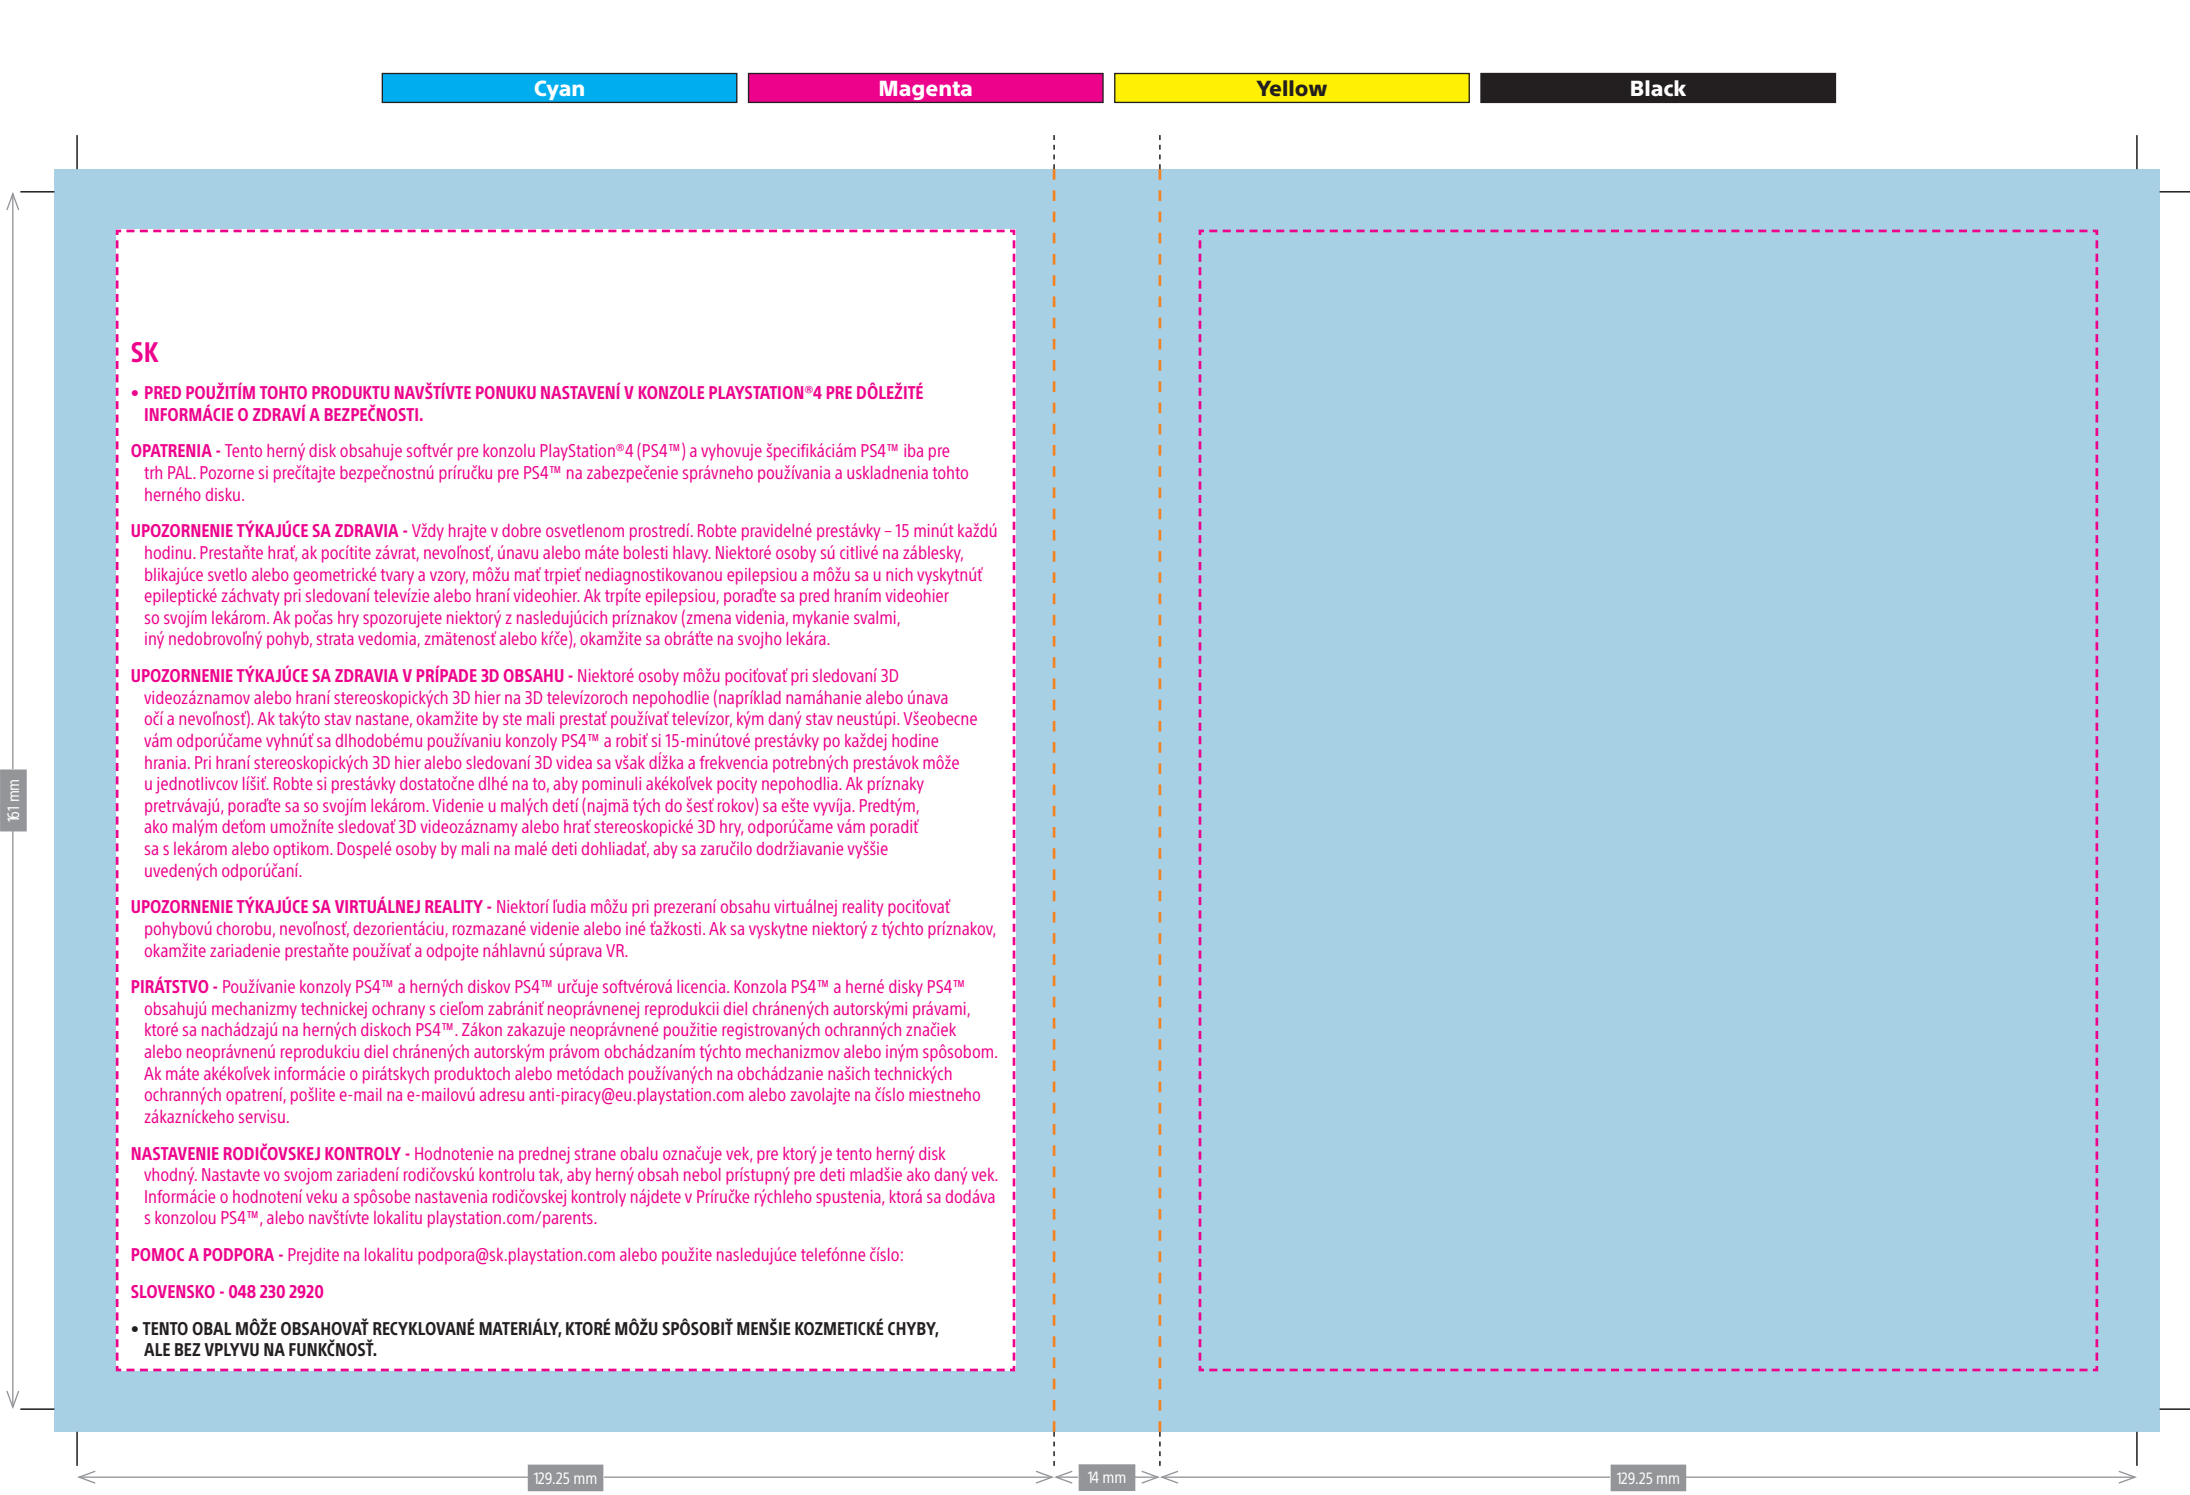 Cyan
Magenta
Yellow
Black
SK
• PRED POUŽITÍM TOHTO PRODUKTU NAVŠTÍVTE PONUKU NASTAVENÍ V KONZOLE PLAYSTATION®4 PRE DÔLEŽITÉ
INFORMÁCIE O ZDRAVÍ A BEZPEČNOSTI.
OPATRENIA - Tento herný disk obsahuje softvér pre konzolu PlayStation®4 (PS4™) a vyhovuje špecifikáciám PS4™ iba pre
trh PAL. Pozorne si prečítajte bezpečnostnú príručku pre PS4™ na zabezpečenie správneho používania a uskladnenia tohto
herného disku.
UPOZORNENIE TÝKAJÚCE SA ZDRAVIA - Vždy hrajte v dobre osvetlenom prostredí. Robte pravidelné prestávky – 15 minút každú
hodinu. Prestaňte hrať, ak pocítite závrat, nevoľnosť, únavu alebo máte bolesti hlavy. Niektoré osoby sú citlivé na záblesky,
blikajúce svetlo alebo geometrické tvary a vzory, môžu mať trpieť nediagnostikovanou epilepsiou a môžu sa u nich vyskytnúť
epileptické záchvaty pri sledovaní televízie alebo hraní videohier. Ak trpíte epilepsiou, poraďte sa pred hraním videohier
so svojím lekárom. Ak počas hry spozorujete niektorý z nasledujúcich príznakov (zmena videnia, mykanie svalmi,
iný nedobrovoľný pohyb, strata vedomia, zmätenosť alebo kŕče), okamžite sa obráťte na svojho lekára.
UPOZORNENIE TÝKAJÚCE SA ZDRAVIA V PRÍPADE 3D OBSAHU - Niektoré osoby môžu pociťovať pri sledovaní 3D
videozáznamov alebo hraní stereoskopických 3D hier na 3D televízoroch nepohodlie (napríklad namáhanie alebo únava
očí a nevoľnosť). Ak takýto stav nastane, okamžite by ste mali prestať používať televízor, kým daný stav neustúpi. Všeobecne
vám odporúčame vyhnúť sa dlhodobému používaniu konzoly PS4™ a robiť si 15-minútové prestávky po každej hodine
hrania. Pri hraní stereoskopických 3D hier alebo sledovaní 3D videa sa však dĺžka a frekvencia potrebných prestávok môže
u jednotlivcov líšiť. Robte si prestávky dostatočne dlhé na to, aby pominuli akékoľvek pocity nepohodlia. Ak príznaky
pretrvávajú, poraďte sa so svojím lekárom. Videnie u malých detí (najmä tých do šesť rokov) sa ešte vyvíja. Predtým,
ako malým deťom umožníte sledovať 3D videozáznamy alebo hrať stereoskopické 3D hry, odporúčame vám poradiť
sa s lekárom alebo optikom. Dospelé osoby by mali na malé deti dohliadať, aby sa zaručilo dodržiavanie vyššie
uvedených odporúčaní.
UPOZORNENIE TÝKAJÚCE SA VIRTUÁLNEJ REALITY - Niektorí ľudia môžu pri prezeraní obsahu virtuálnej reality pociťovať
pohybovú chorobu, nevoľnosť, dezorientáciu, rozmazané videnie alebo iné ťažkosti. Ak sa vyskytne niektorý z týchto príznakov,
okamžite zariadenie prestaňte používať a odpojte náhlavnú súprava VR.
PIRÁTSTVO - Používanie konzoly PS4™ a herných diskov PS4™ určuje softvérová licencia. Konzola PS4™ a herné disky PS4™
obsahujú mechanizmy technickej ochrany s cieľom zabrániť neoprávnenej reprodukcii diel chránených autorskými právami,
ktoré sa nachádzajú na herných diskoch PS4™. Zákon zakazuje neoprávnené použitie registrovaných ochranných značiek
alebo neoprávnenú reprodukciu diel chránených autorským právom obchádzaním týchto mechanizmov alebo iným spôsobom.
Ak máte akékoľvek informácie o pirátskych produktoch alebo metódach používaných na obchádzanie našich technických
ochranných opatrení, pošlite e-mail na e-mailovú adresu anti-piracy@eu.playstation.com alebo zavolajte na číslo miestneho
zákazníckeho servisu.
NASTAVENIE RODIČOVSKEJ KONTROLY - Hodnotenie na prednej strane obalu označuje vek, pre ktorý je tento herný disk
vhodný. Nastavte vo svojom zariadení rodičovskú kontrolu tak, aby herný obsah nebol prístupný pre deti mladšie ako daný vek.
Informácie o hodnotení veku a spôsobe nastavenia rodičovskej kontroly nájdete v Príručke rýchleho spustenia, ktorá sa dodáva
s konzolou PS4™, alebo navštívte lokalitu playstation.com/parents.
POMOC A PODPORA - Prejdite na lokalitu podpora@sk.playstation.com alebo použite nasledujúce telefónne číslo:
SLOVENSKO - 048 230 2920
• TENTO OBAL MÔŽE OBSAHOVAŤ RECYKLOVANÉ MATERIÁLY, KTORÉ MÔŽU SPÔSOBIŤ MENŠIE KOZMETICKÉ CHYBY,
ALE BEZ VPLYVU NA FUNKČNOSŤ.
161 mm
129.25 mm
14 mm
129.25 mm